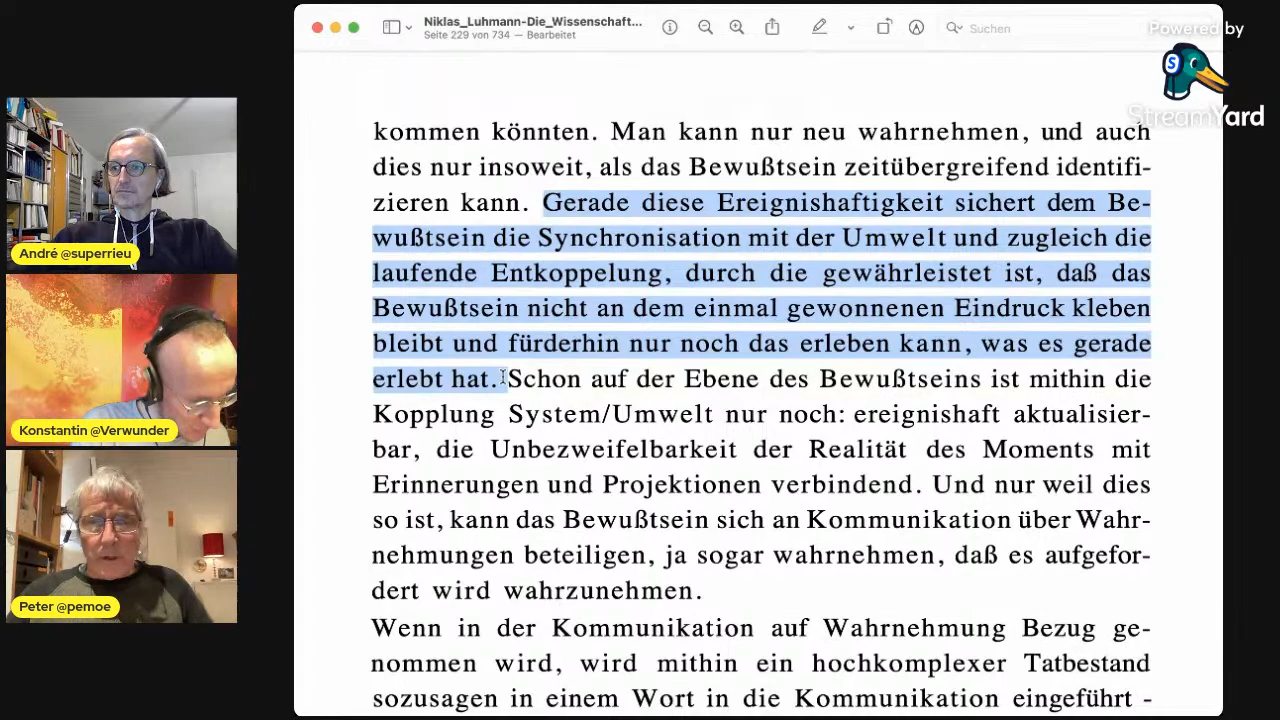 Niklas_Luhmann-Die_Wissenschaft...
Seite 229 von 734 — Bearbeitet
Suchen
Powered by
S
StreamYard
kommen könnten. Man kann nur neu wahrnehmen, und auch
dies nur insoweit, als das Bewußtsein zeitübergreifend identifi-
zieren kann. Gerade diese Ereignishaftigkeit sichert dem Be-
wußtsein die Synchronisation mit der Umwelt und zugleich die
laufende Entkoppelung, durch die gewährleistet ist, daß das
Bewußtsein nicht an dem einmal gewonnenen Eindruck kleben
bleibt und fürderhin nur noch das erleben kann, was es gerade
erlebt hat. Schon auf der Ebene des Bewußtseins ist mithin die
Kopplung System/Umwelt nur noch: ereignishaft aktualisier-
bar, die Unbezweifelbarkeit der Realität des Moments mit
Erinnerungen und Projektionen verbindend. Und nur weil dies
so ist, kann das Bewußtsein sich an Kommunikation über Wahr-
nehmungen beteiligen, ja sogar wahrnehmen, daß es aufgefor-
dert wird wahrzunehmen.
Wenn in der Kommunikation auf Wahrnehmung Bezug ge-
nommen wird, wird mithin ein hochkomplexer Tatbestand
sozusagen in einem Wort in die Kommunikation eingeführt -
André @superrieu
Konstantin @Verwunder
Peter @pemoe